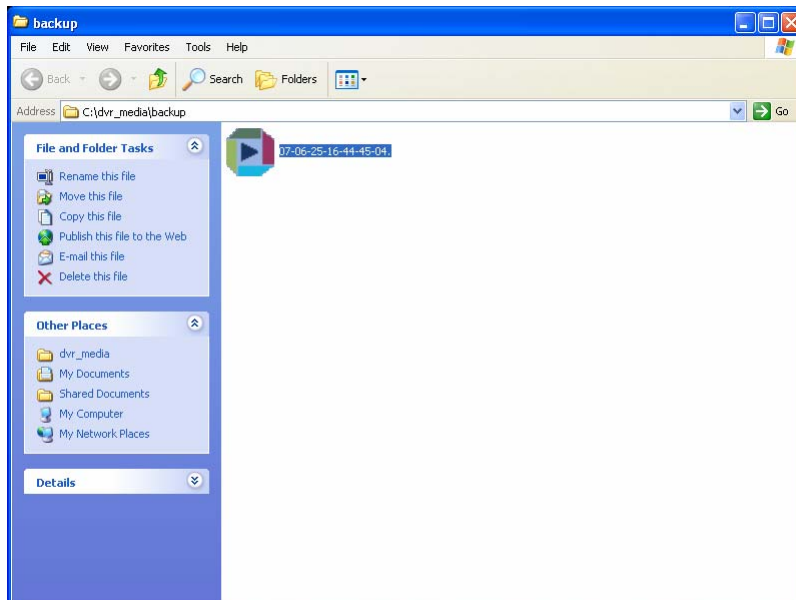 backup
File Edit View Favorites Tools Help
Back Search Folders
Address C:\dvr_media\backup Go
File and Folder Tasks
Rename this file
Move this file
Copy this file
Publish this file to the Web
E-mail this file
Delete this file
Other Places
dvr_media
My Documents
Shared Documents
My Computer
My Network Places
Details
07-06-25-16-44-45-04.